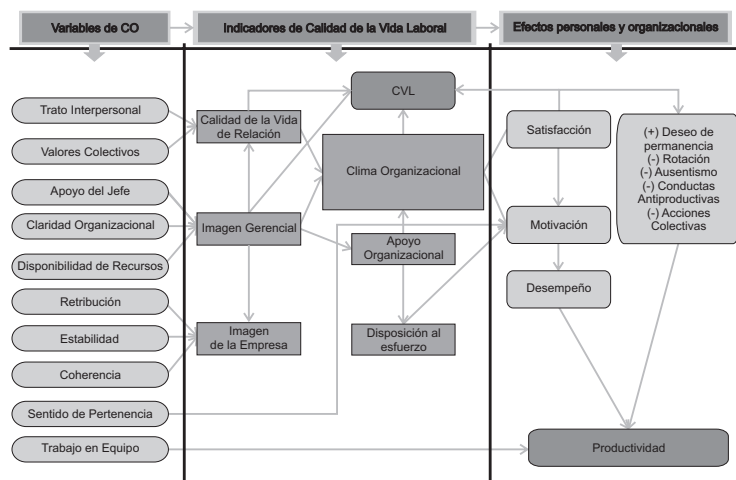 Variables de CO
Indicadores de Calidad de la Vida Laboral
Efectos personales y organizacionales
Trato Interpersonal
Valores Colectivos
Apoyo del Jefe
Claridad Organizacional
Disponibilidad de Recursos
Retribución
Estabilidad
Coherencia
Sentido de Pertenencia
Trabajo en Equipo
CVL
Calidad de la Vida
de Relación
Clima Organizacional
Imagen Gerencial
Apoyo
Organizacional
Imagen
de la Empresa
Disposición al
esfuerzo
Satisfacción
Motivación
Desempeño
(+) Deseo de
permanencia
(-) Rotación
(-) Ausentismo
(-) Conductas
Antiproductivas
(-) Acciones
Colectivas
Productividad